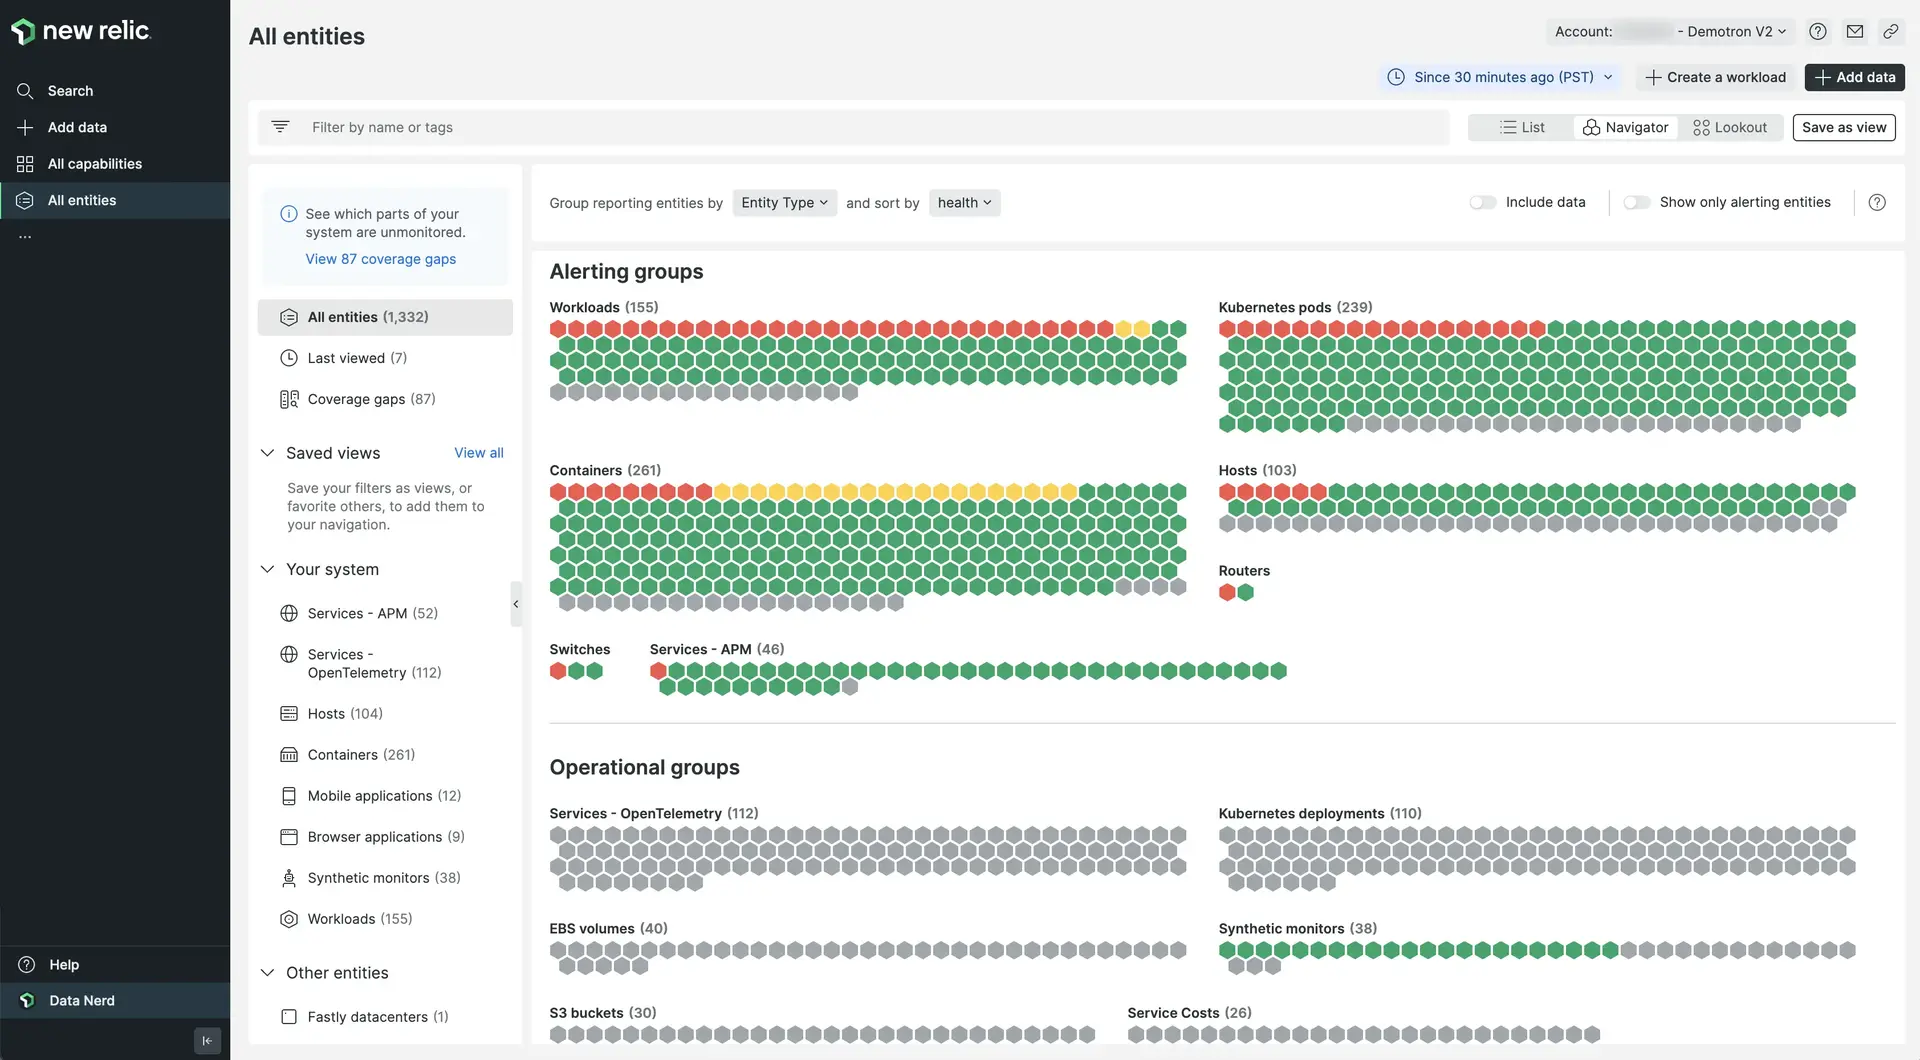 new relic.
Search
Add data
All capabilities
All entities
...
Help
Data Nerd
All entities
Account:
- Demotron V2
Since 30 minutes ago (PST)
Create a workload
Add data
Filter by name or tags
List
Navigator
Lookout
Save as view
See which parts of your
system are unmonitored.
View 87 coverage gaps
All entities (1,332)
Last viewed (7)
Coverage gaps (87)
Saved views
View all
Save your filters as views, or
favorite others, to add them to
your navigation.
Your system
Services - APM (52)
Services -
OpenTelemetry (112)
Hosts (104)
Containers (261)
Mobile applications (12)
Browser applications (9)
Synthetic monitors (38)
Workloads (155)
Other entities
Fastly datacenters (1)
Group reporting entities by
Entity Type
and sort by
health
Include data
Show only alerting entities
Alerting groups
Workloads (155)
Kubernetes pods (239)
Containers (261)
Hosts (103)
Routers
Switches
Services - APM (46)
Operational groups
Services - OpenTelemetry (112)
Kubernetes deployments (110)
EBS volumes (40)
Synthetic monitors (38)
S3 buckets (30)
Service Costs (26)